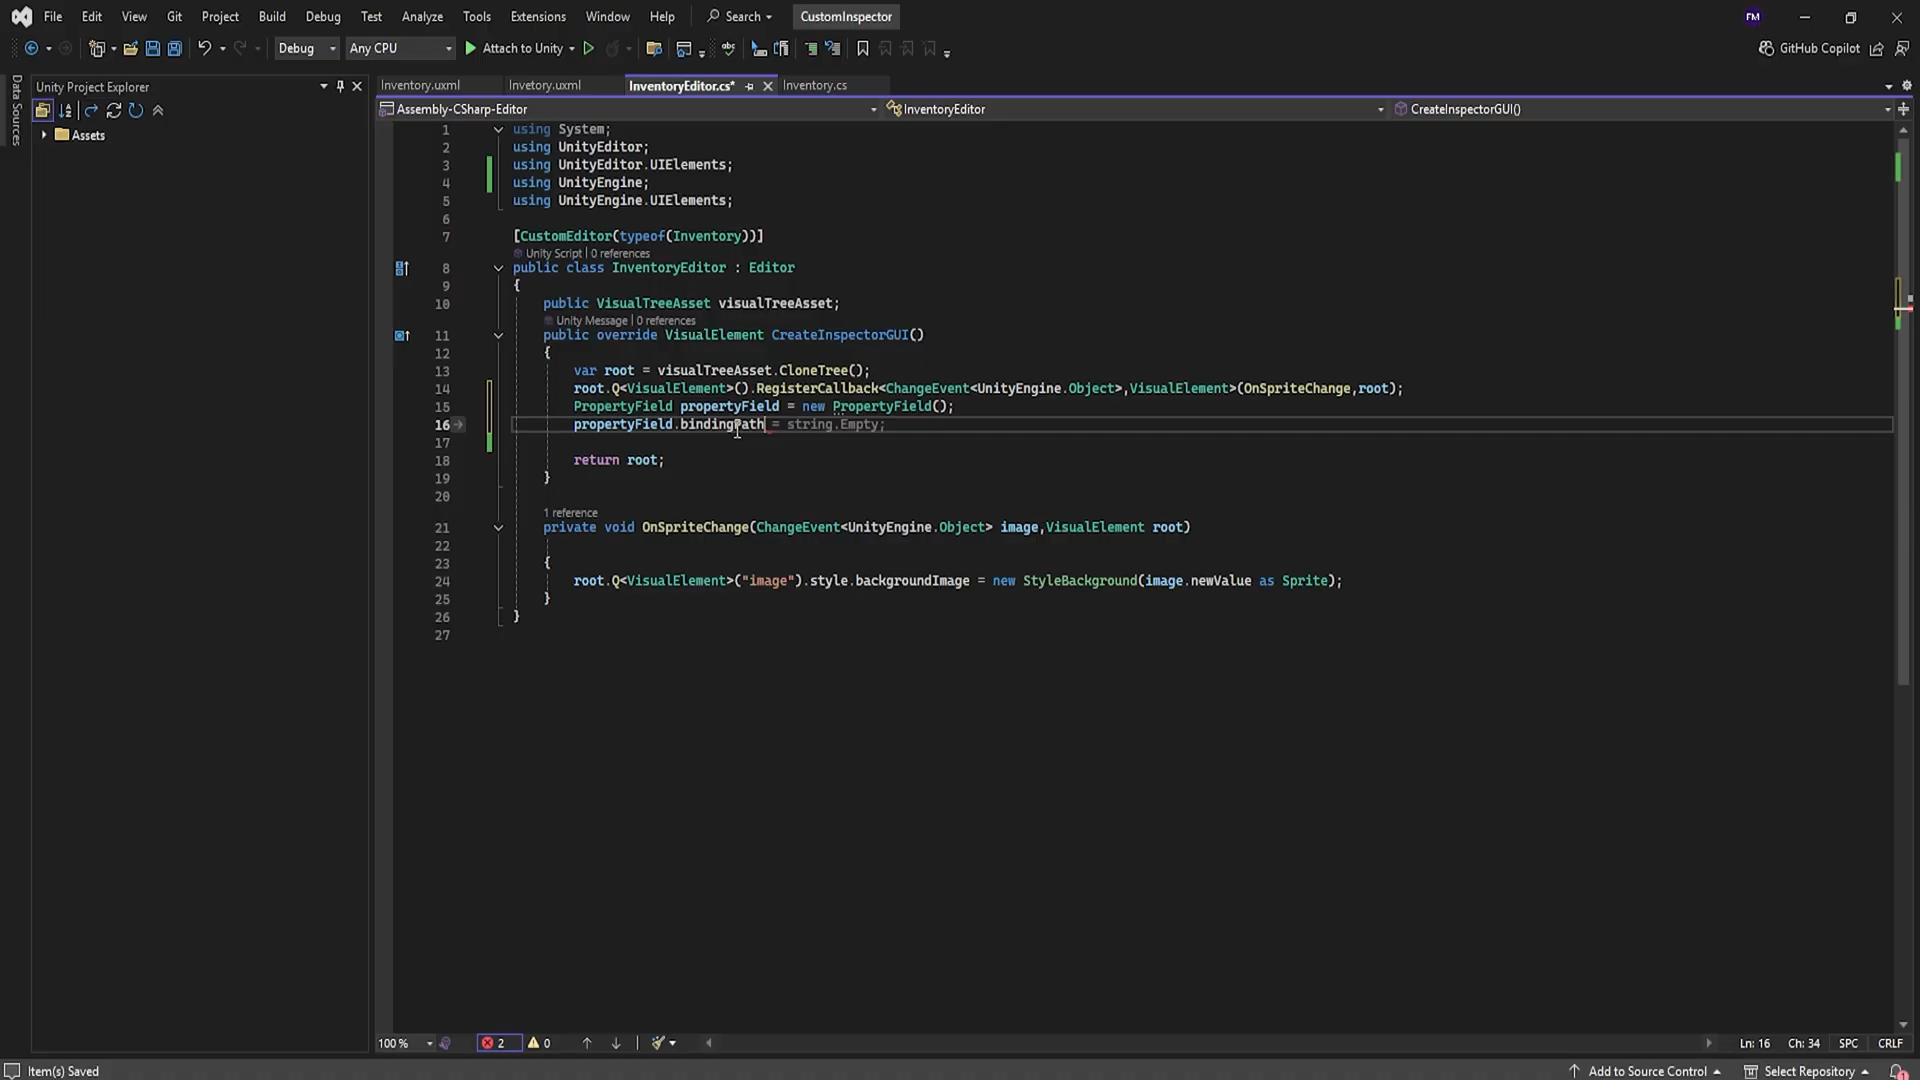 File Edit View Git Project Build Debug Test Analyze Tools Extensions Window Help Search CustomInspector FM
Debug Any CPU Attach to Unity GitHub Copilot
Data Sources
Unity Project Explorer
Assets
Inventory.uxml Invetory.uxml InventoryEditor.cs* Inventory.cs
Assembly-CSharp-Editor InventoryEditor CreateInspectorGUI()
1 using System;
2 using UnityEditor;
3 using UnityEditor.UIElements;
4 using UnityEngine;
5 using UnityEngine.UIElements;
6
7 [CustomEditor(typeof(Inventory))]
Unity Script | 0 references
8 public class InventoryEditor : Editor
9 {
10 public VisualTreeAsset visualTreeAsset;
Unity Message | 0 references
11 public override VisualElement CreateInspectorGUI()
12 {
13 var root = visualTreeAsset.CloneTree();
14 root.Q<VisualElement>().RegisterCallback<ChangeEvent<UnityEngine.Object>,VisualElement>(OnSpriteChange,root);
15 PropertyField propertyField = new PropertyField();
16 propertyField.bindingPath = string.Empty;
17
18 return root;
19 }
20
1 reference
21 private void OnSpriteChange(ChangeEvent<UnityEngine.Object> image,VisualElement root)
22
23 {
24 root.Q<VisualElement>("image").style.backgroundImage = new StyleBackground(image.newValue as Sprite);
25 }
26 }
27
100 % 2 0 Ln: 16 Ch: 34 SPC CRLF
Item(s) Saved Add to Source Control Select Repository 1